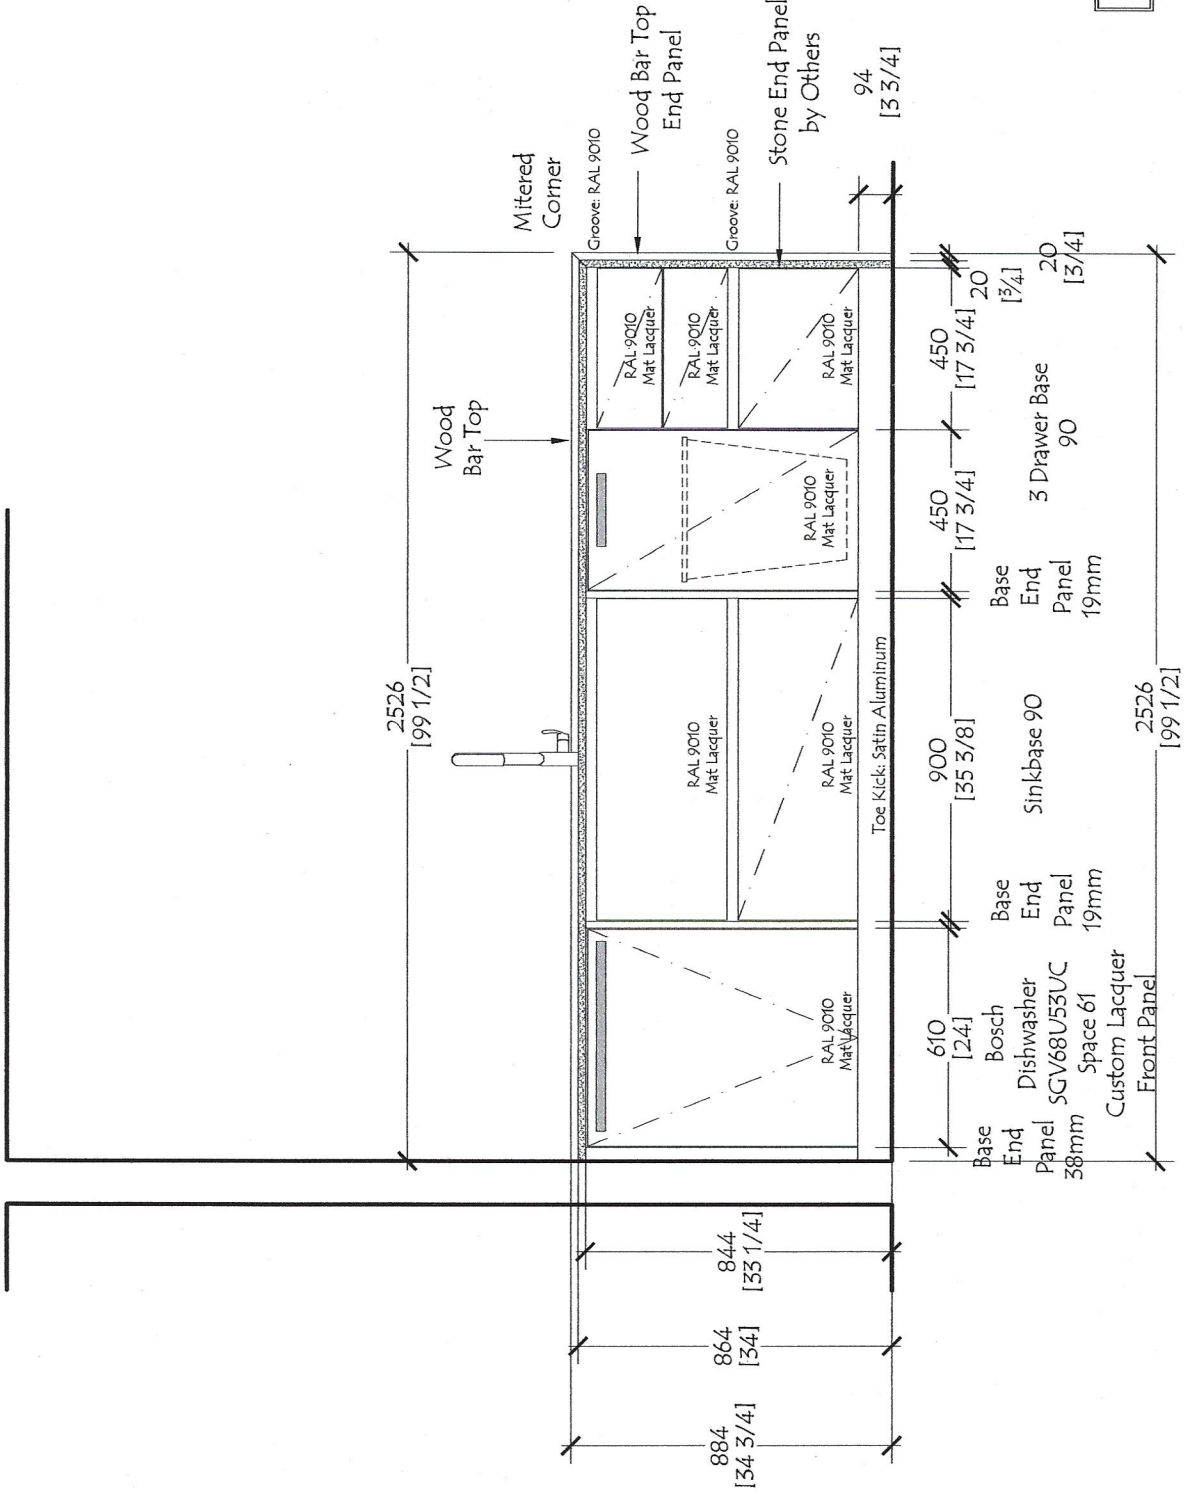 Mitered
Corner
Groove: RAL 9010
Wood Bar Top
End Panel
Groove: RAL 9010
Stone End Panel
by Others
94
[3 3/4]
Wood
Bar Top
2526
[99 1/2]
RAL 9010
Mat Lacquer
RAL 9010
Mat Lacquer
RAL 9010
Mat Lacquer
RAL 9010
Mat Lacquer
RAL 9010
Mat Lacquer
RAL 9010
Mat Lacquer
RAL 9010
Mat Lacquer
Toe Kick: Satin Aluminum
844
[33 1/4]
864
[34]
884
[34 3/4]
610
[24]
900
[35 3/8]
450
[17 3/4]
450
[17 3/4]
20
[3/4]
20
[3/4]
Base
End
Panel
38mm
Bosch
Dishwasher
SGV68U53UC
Space 61
Custom Lacquer
Front Panel
Base
End
Panel
19mm
Sinkbase 90
Base
End
Panel
19mm
3 Drawer Base
90
2526
[99 1/2]